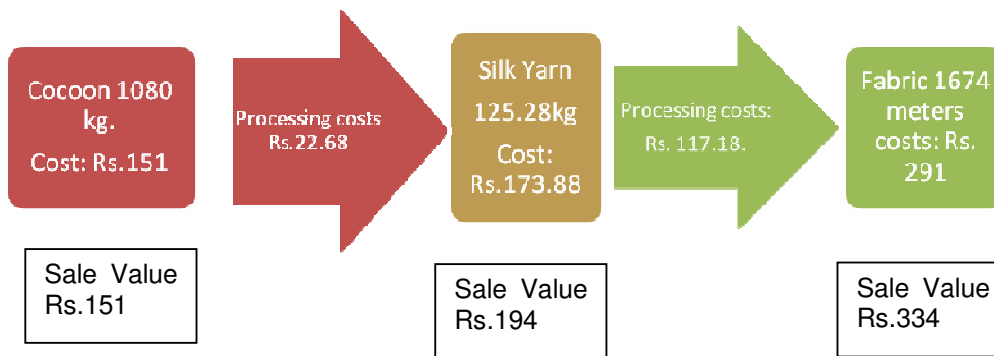 Cocoon 1080
kg.
Cost: Rs.151
Processing costs
Rs.22.68
Silk Yarn
125.28kg
Cost:
Rs.173.88
Processing costs:
Rs. 117.18.
Fabric 1674
meters
costs: Rs.
291
Sale Value
Rs.151
Sale Value
Rs.194
Sale Value
Rs.334